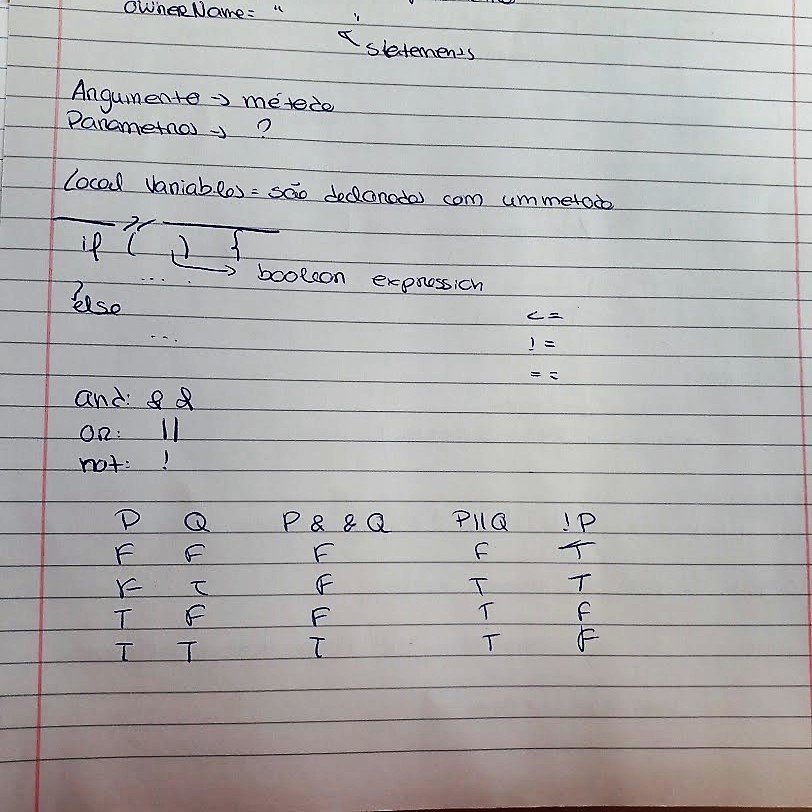 OwnerName = “ ”
Statements
Argumento → método
Parametros → ?
Local Variables = são declarados com um metodo
if ( ) {
.... boolean expression
}else
<=
...
! =
= =
and: & &
or: ||
not: !
P Q P & & Q P||Q !P
F F F F T
F T F T T
T F F T F
T T T T F